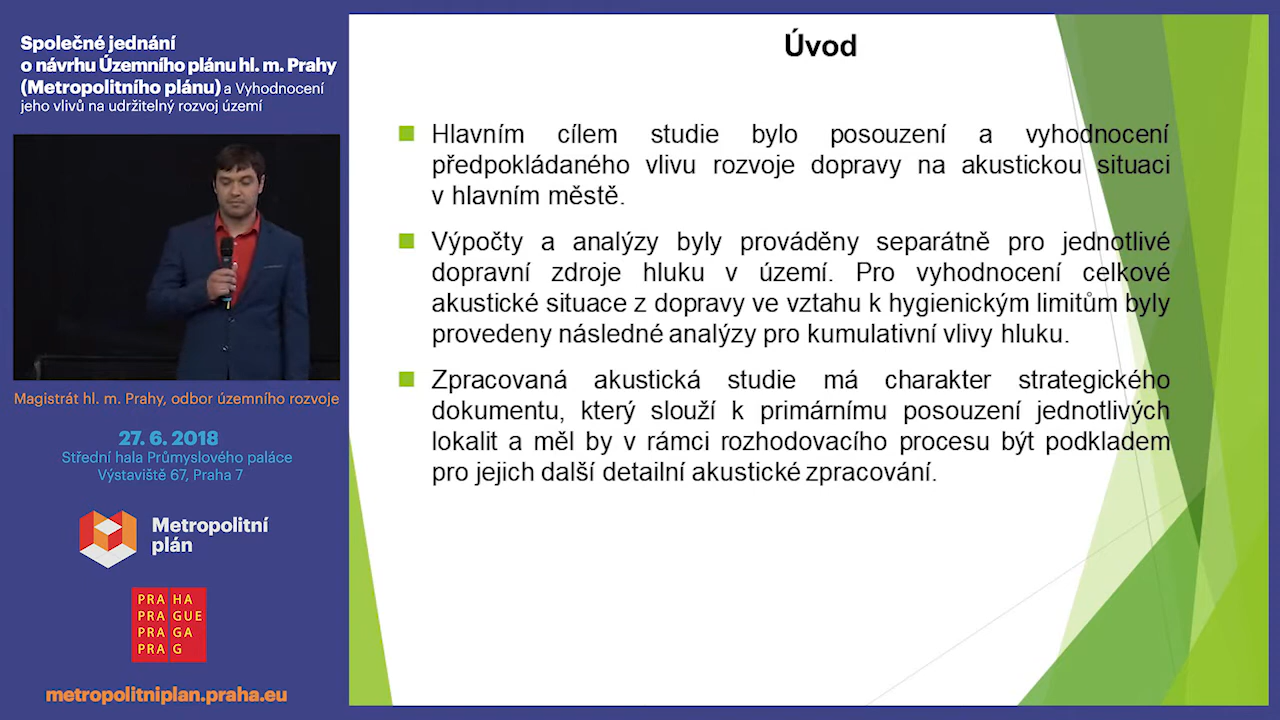 Společné jednání
o návrhu Územního plánu hl. m. Prahy
(Metropolitního plánu) a Vyhodnocení
jeho vlivů na udržitelný rozvoj území
Magistrát hl. m. Prahy, odbor územního rozvoje
27. 6. 2018
Střední hala Průmyslového paláce
Výstaviště 67, Praha 7
Metropolitní
plán
PRA HA
PRA GUE
PRA GA
PRA G
metropolitniplan.praha.eu
Úvod
Hlavním cílem studie bylo posouzení a vyhodnocení
předpokládaného vlivu rozvoje dopravy na akustickou situaci
v hlavním městě.
Výpočty a analýzy byly prováděny separátně pro jednotlivé
dopravní zdroje hluku v území. Pro vyhodnocení celkové
akustické situace z dopravy ve vztahu k hygienickým limitům byly
provedeny následné analýzy pro kumulativní vlivy hluku.
Zpracovaná akustická studie má charakter strategického
dokumentu, který slouží k primárnímu posouzení jednotlivých
lokalit a měl by v rámci rozhodovacího procesu být podkladem
pro jejich další detailní akustické zpracování.